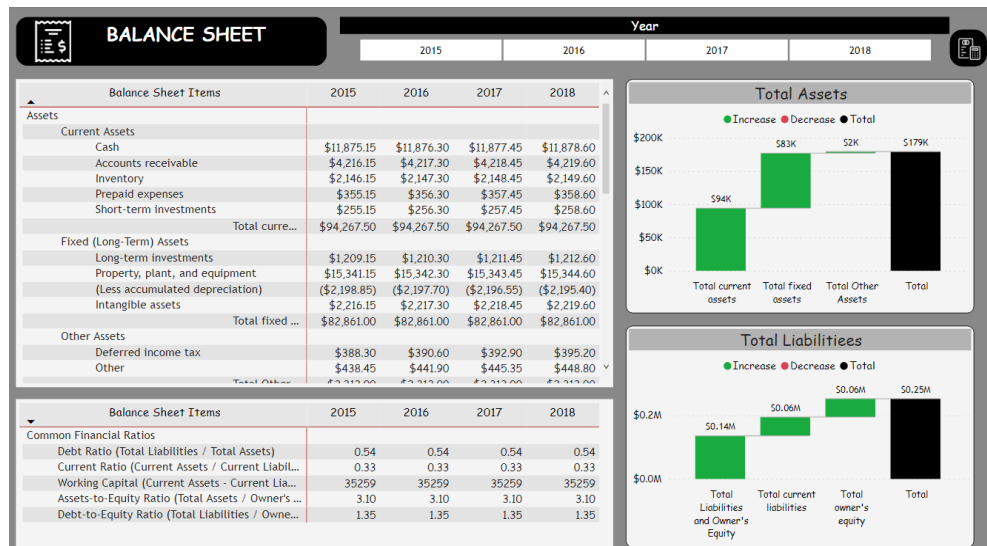 BALANCE SHEET
Year
2015 2016 2017 2018
Balance Sheet Items 2015 2016 2017 2018
Assets
Current Assets
Cash $11,875.15 $11,876.30 $11,877.45 $11,878.60
Accounts receivable $4,216.15 $4,217.30 $4,218.45 $4,219.60
Inventory $2,146.15 $2,147.30 $2,148.45 $2,149.60
Prepaid expenses $355.15 $356.30 $357.45 $358.60
Short-term investments $255.15 $256.30 $257.45 $258.60
Total curre... $94,267.50 $94,267.50 $94,267.50 $94,267.50
Fixed (Long-Term) Assets
Long-term investments $1,209.15 $1,210.30 $1,211.45 $1,212.60
Property, plant, and equipment $15,341.15 $15,342.30 $15,343.45 $15,344.60
(Less accumulated depreciation) ($2,198.85) ($2,197.70) ($2,196.55) ($2,195.40)
Intangible assets $2,216.15 $2,217.30 $2,218.45 $2,219.60
Total fixed ... $82,861.00 $82,861.00 $82,861.00 $82,861.00
Other Assets
Deferred income tax $388.30 $390.60 $392.90 $395.20
Other $438.45 $441.90 $445.35 $448.80
Total Other
Balance Sheet Items 2015 2016 2017 2018
Common Financial Ratios
Debt Ratio (Total Liabilities / Total Assets) 0.54 0.54 0.54 0.54
Current Ratio (Current Assets / Current Liabil... 0.33 0.33 0.33 0.33
Working Capital (Current Assets - Current Lia... 35259 35259 35259 35259
Assets-to-Equity Ratio (Total Assets / Owner's ... 3.10 3.10 3.10 3.10
Debt-to-Equity Ratio (Total Liabilities / Owne... 1.35 1.35 1.35 1.35
Total Assets
Increase Decrease Total
$200K
$150K
$100K
$50K
$0K
$94K $83K $2K $179K
Total current assets
Total fixed assets
Total Other Assets
Total
Total Liabilitiees
Increase Decrease Total
$0.2M
$0.0M
$0.14M $0.06M $0.06M $0.25M
Total Liabilities and Owner's Equity
Total current liabilities
Total owner's equity
Total